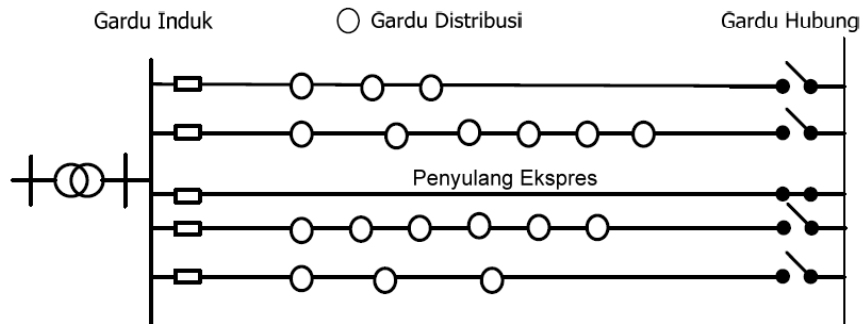 Gardu Induk
Gardu Distribusi
Gardu Hubung
Penyulang Ekspres